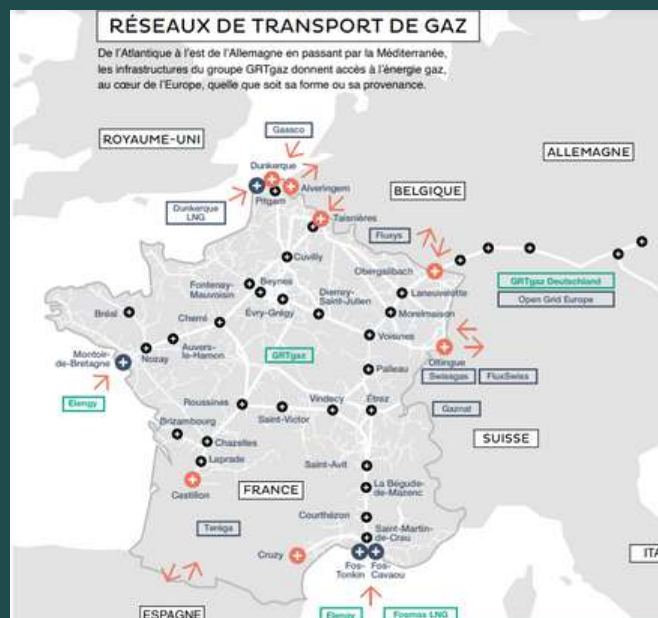 RÉSEAUX DE TRANSPORT DE GAZ
De l'Atlantique à l'est de l'Allemagne en passant par la Méditerranée,
les infrastructures du groupe GRTgaz donnent accès à l'énergie gaz,
au cœur de l'Europe, quelle que soit sa forme ou sa provenance.
ROYAUME-UNI
Gassco
ALLEMAGNE
Dunkerque
Alveringem
BELGIQUE
Pitgam
Dunkerque
LNG
Taisnières
Fluxys
Cuvilly
Obergailbach
GRTgaz Deutschland
Open Grid Europe
Fontenay-
Mauvoisin
Beynes
Dierrey-
Saint-Julien
Laneuvelotte
Évry-Grégy
Morelmaison
Bréal
Cherré
Voisines
Auvers-
le-Hamon
Nozay
GRTgaz
Oltingue
Montoir-
de-Bretagne
Palleau
Swissgas
FluxSwiss
Elengy
Roussines
Vindecy
Étrez
Gaznat
Saint-Victor
Brizambourg
Chazelles
SUISSE
Laprade
Saint-Avit
Castillon
FRANCE
La Bégude-
de-Mazenc
Courthézon
Teréga
Saint-Martin-
de-Crau
Cruzy
Fos-
Tonkin
Fos-
Cavaou
ITA
ESPAGNE
Elengy
Fosmax LNG